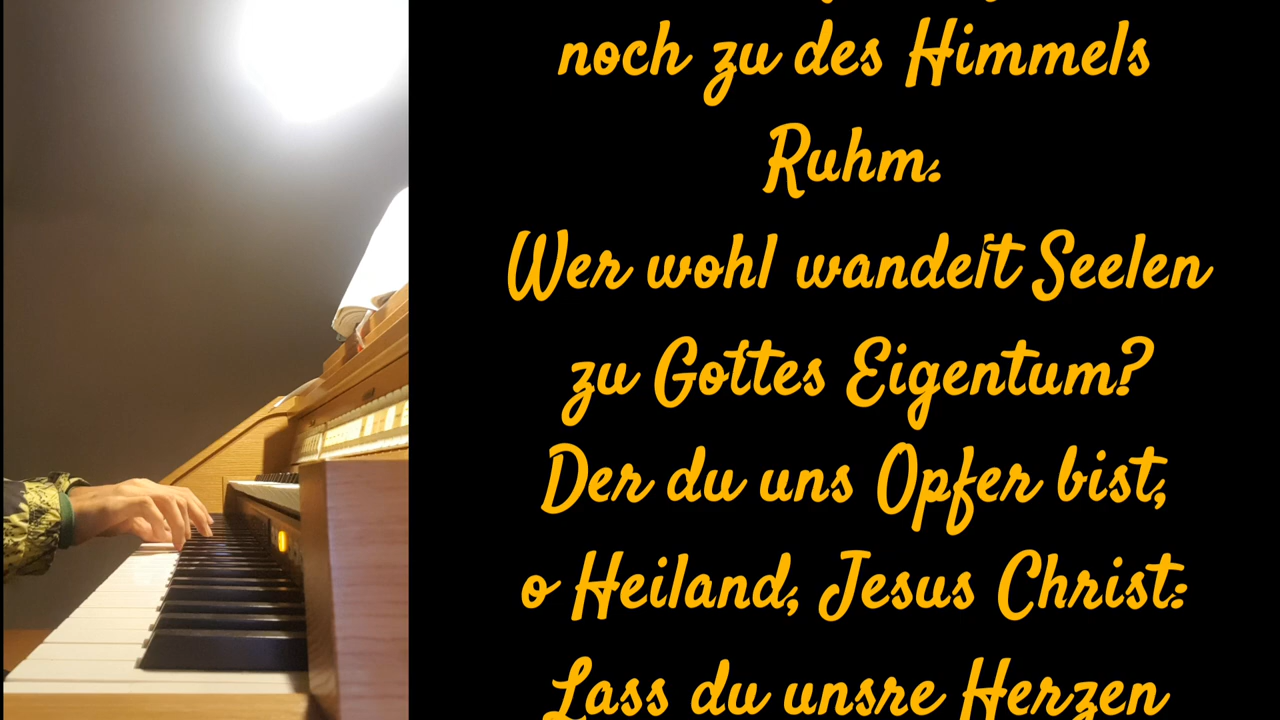 noch zu des Himmels
Ruhm.
Wer wohl wandelt Seelen
zu Gottes Eigentum?
Der du uns Opfer bist,
o Heiland, Jesus Christ:
Lass du unsre Herzen